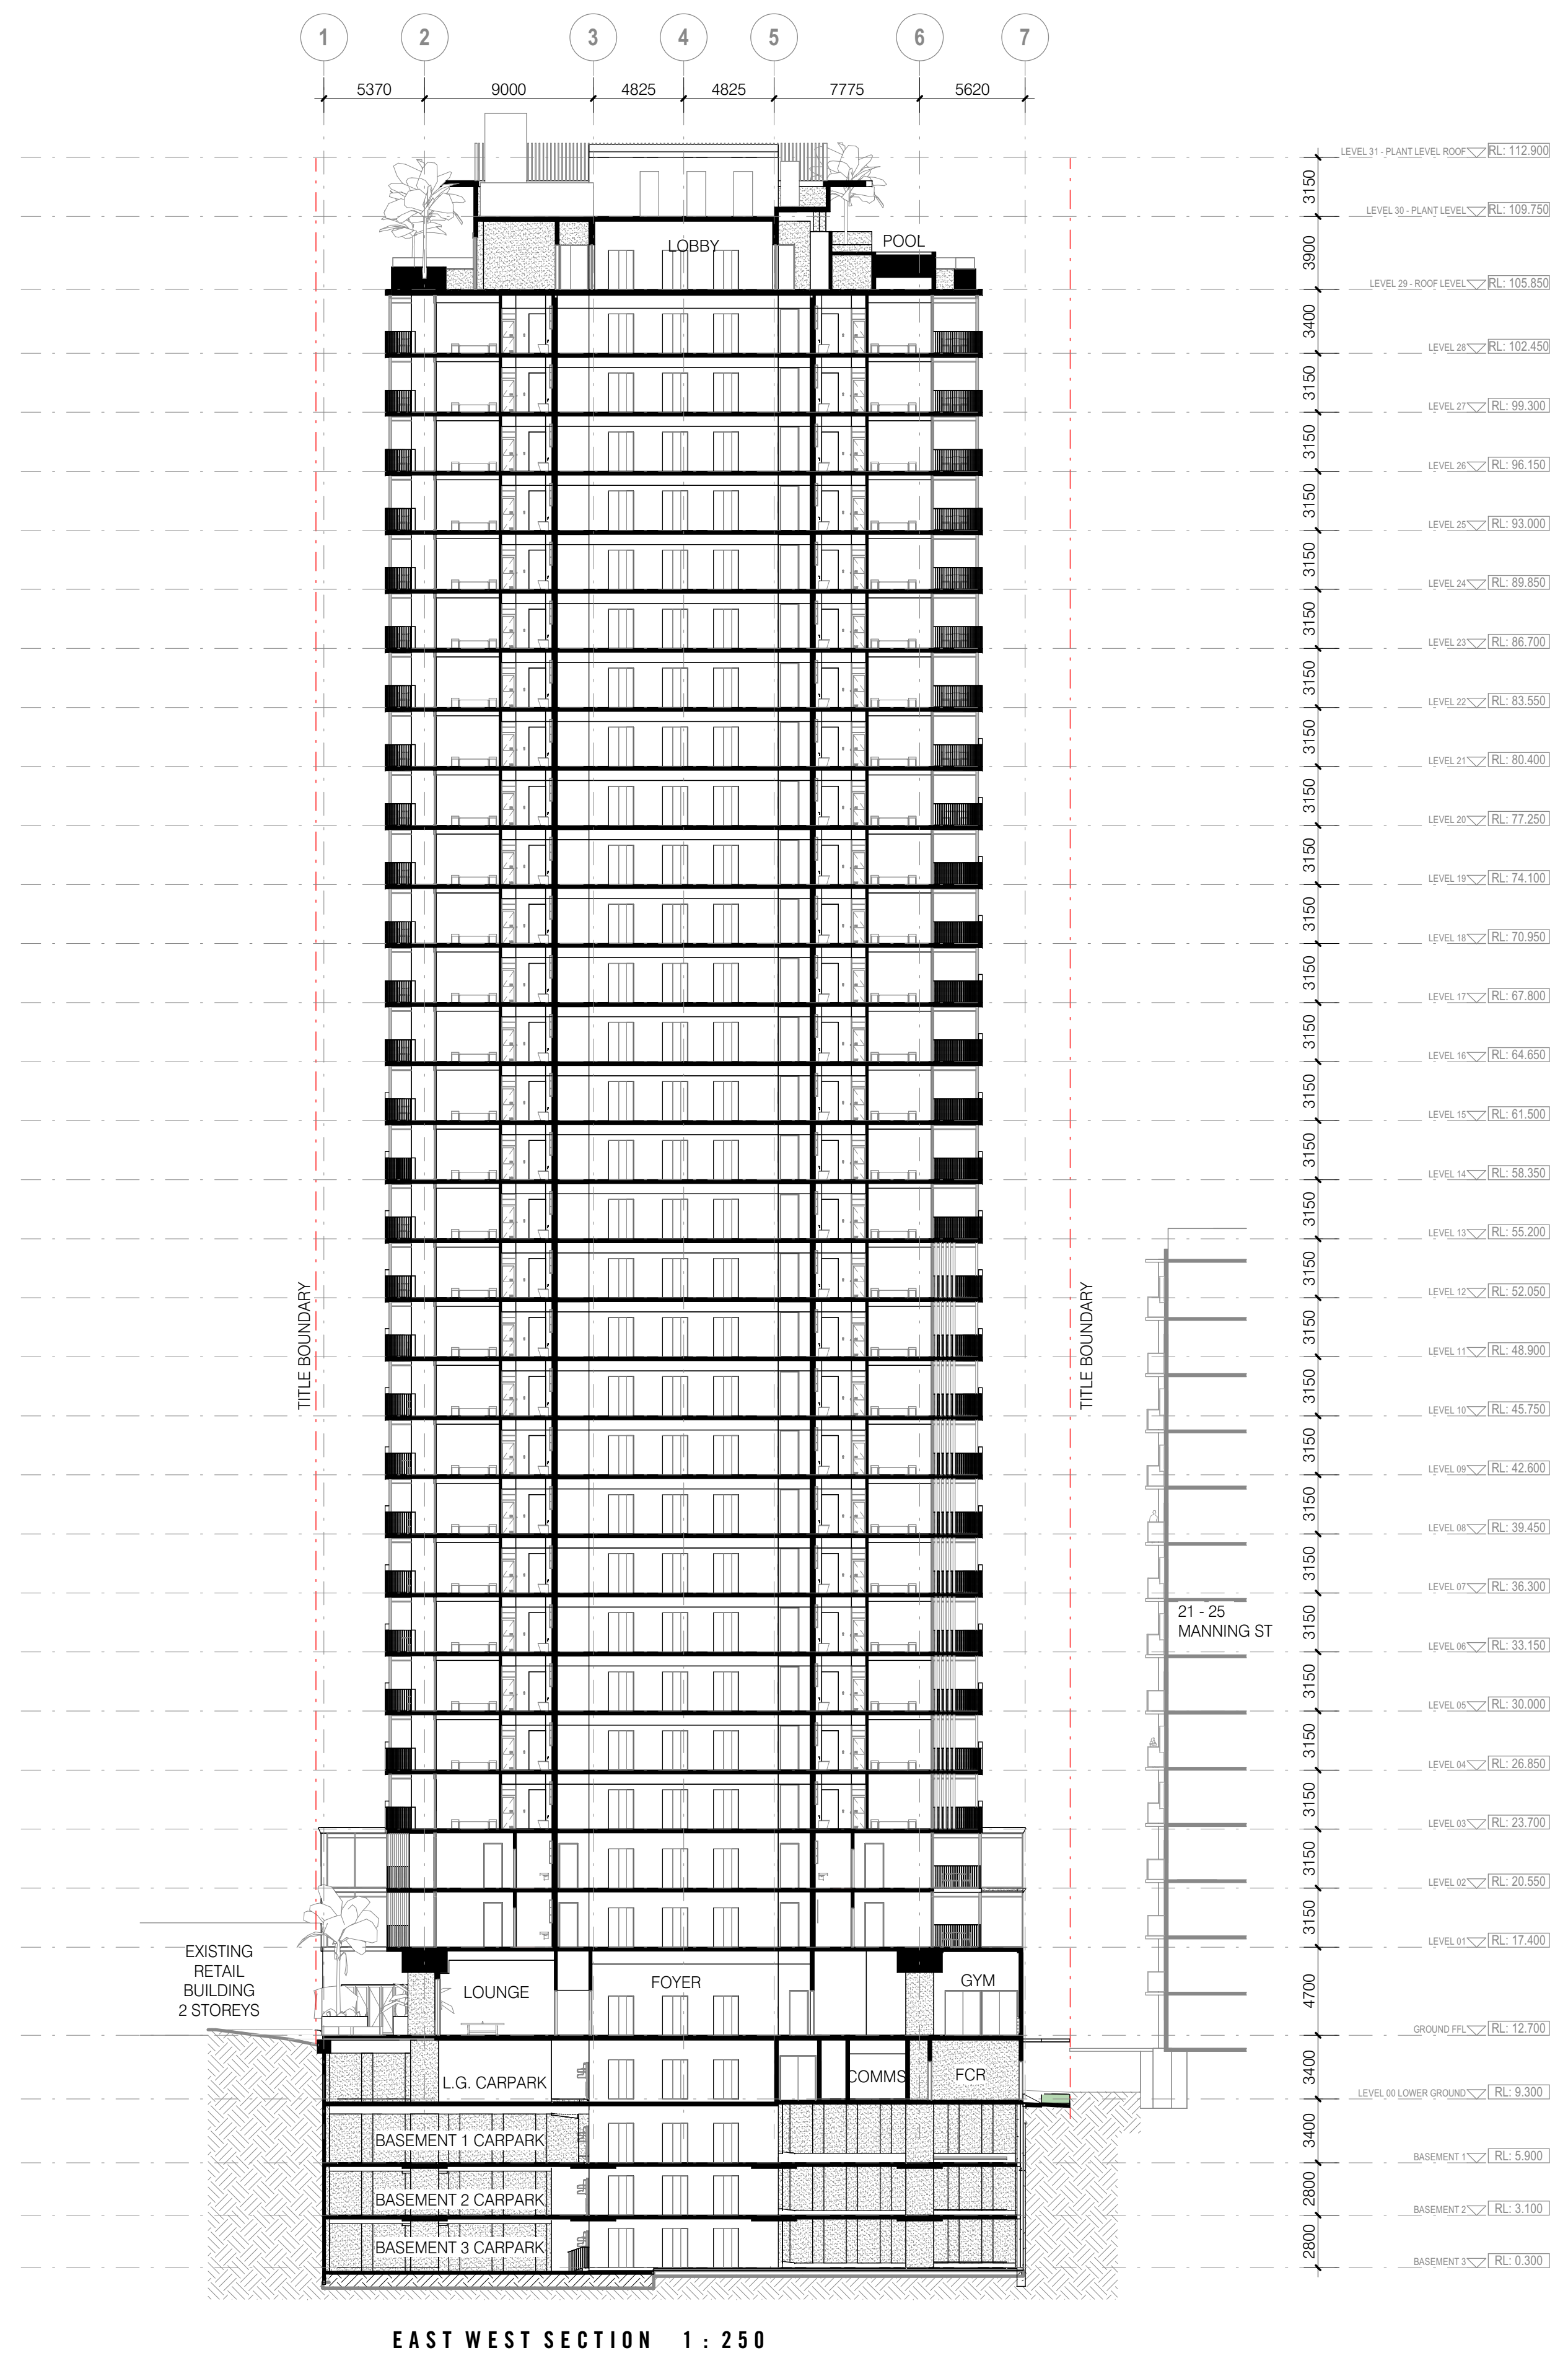 1 2 3 4 5 6 7
5370 9000 4825 4825 7775 5620
LEVEL 31 - PLANT LEVEL ROOF RL: 112.900
3150
LEVEL 30 - PLANT LEVEL RL: 109.750
LOBBY
POOL
3900
LEVEL 29 - ROOF LEVEL RL: 105.850
3400
LEVEL 28 RL: 102.450
3150
LEVEL 27 RL: 99.300
3150
LEVEL 26 RL: 96.150
3150
LEVEL 25 RL: 93.000
3150
LEVEL 24 RL: 89.850
3150
LEVEL 23 RL: 86.700
3150
LEVEL 22 RL: 83.550
3150
LEVEL 21 RL: 80.400
3150
LEVEL 20 RL: 77.250
3150
LEVEL 19 RL: 74.100
3150
LEVEL 18 RL: 70.950
3150
LEVEL 17 RL: 67.800
3150
LEVEL 16 RL: 64.650
3150
LEVEL 15 RL: 61.500
3150
LEVEL 14 RL: 58.350
3150
LEVEL 13 RL: 55.200
3150
LEVEL 12 RL: 52.050
TITLE BOUNDARY
TITLE BOUNDARY
3150
LEVEL 11 RL: 48.900
3150
LEVEL 10 RL: 45.750
3150
LEVEL 09 RL: 42.600
3150
LEVEL 08 RL: 39.450
3150
LEVEL 07 RL: 36.300
21 - 25
MANNING ST
3150
LEVEL 06 RL: 33.150
3150
LEVEL 05 RL: 30.000
3150
LEVEL 04 RL: 26.850
3150
LEVEL 03 RL: 23.700
3150
LEVEL 02 RL: 20.550
3150
LEVEL 01 RL: 17.400
EXISTING
RETAIL
BUILDING
2 STOREYS
LOUNGE
FOYER
GYM
4700
GROUND FFL RL: 12.700
L.G. CARPARK
COMMS
FCR
3400
LEVEL 00 LOWER GROUND RL: 9.300
BASEMENT 1 CARPARK
3400
BASEMENT 1 RL: 5.900
BASEMENT 2 CARPARK
2800
BASEMENT 2 RL: 3.100
BASEMENT 3 CARPARK
2800
BASEMENT 3 RL: 0.300
EAST WEST SECTION 1 : 250